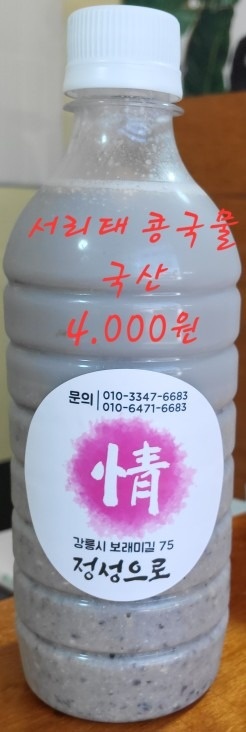 서리태 콩국물
국산
4.000원
문의 010-3347-6683
010-6471-6683
情
강릉시 보래미길 75
정성으로